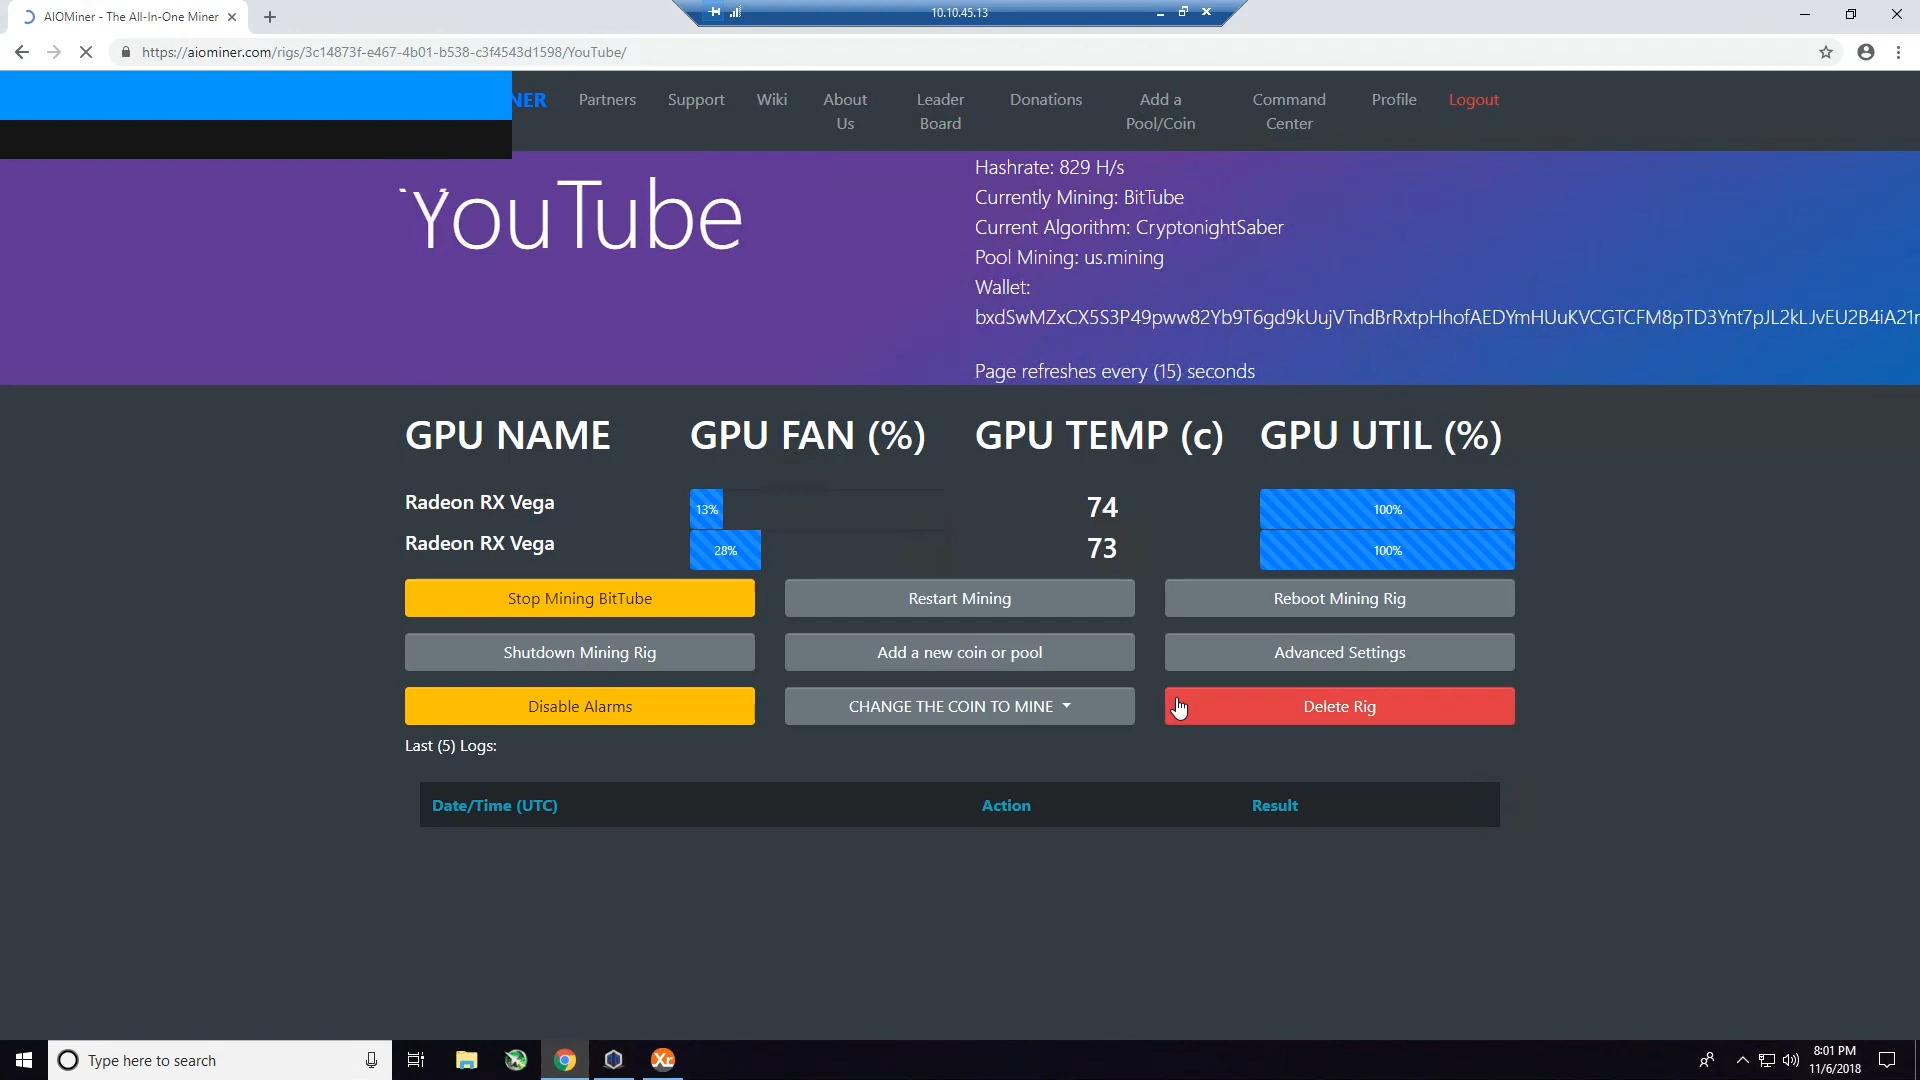 AIOMiner - The All-In-One Miner
10.10.45.13
https://aiominer.com/rigs/3c14873f-e467-4b01-b538-c3f4543d1598/YouTube/
NER
Partners
Support
Wiki
About
Us
Leader
Board
Donations
Add a
Pool/Coin
Command
Center
Profile
Logout
YouTube
Hashrate: 829 H/s
Currently Mining: BitTube
Current Algorithm: CryptonightSaber
Pool Mining: us.mining
Wallet:
bxdSwMZxCX5S3P49pww82Yb9T6gd9kUujVTndBrRxtpHhofAEDYmHUuKVCGTCFM8pTD3Ynt7pJL2kLJvEU2B4iA21r
Page refreshes every (15) seconds
GPU NAME GPU FAN (%) GPU TEMP (c) GPU UTIL (%)
Radeon RX Vega 13% 74 100%
Radeon RX Vega 28% 73 100%
Stop Mining BitTube Restart Mining Reboot Mining Rig
Shutdown Mining Rig Add a new coin or pool Advanced Settings
Disable Alarms CHANGE THE COIN TO MINE Delete Rig
Last (5) Logs:
Date/Time (UTC) Action Result
Type here to search
Xr
8:01 PM
11/6/2018